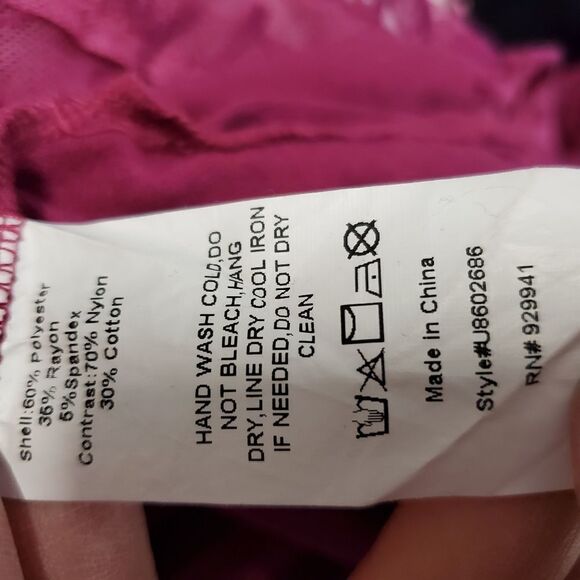 Shell:60% Polyester
35% Rayon
5%Spandex
Contrast:70% Nylon
30% Cotton
HAND WASH COLD,DO
NOT BLEACH,HANG
DRY,LINE DRY COOL IRON
IF NEEDED,DO NOT DRY
CLEAN
Made in China
Style#U8602686
RN# 929941